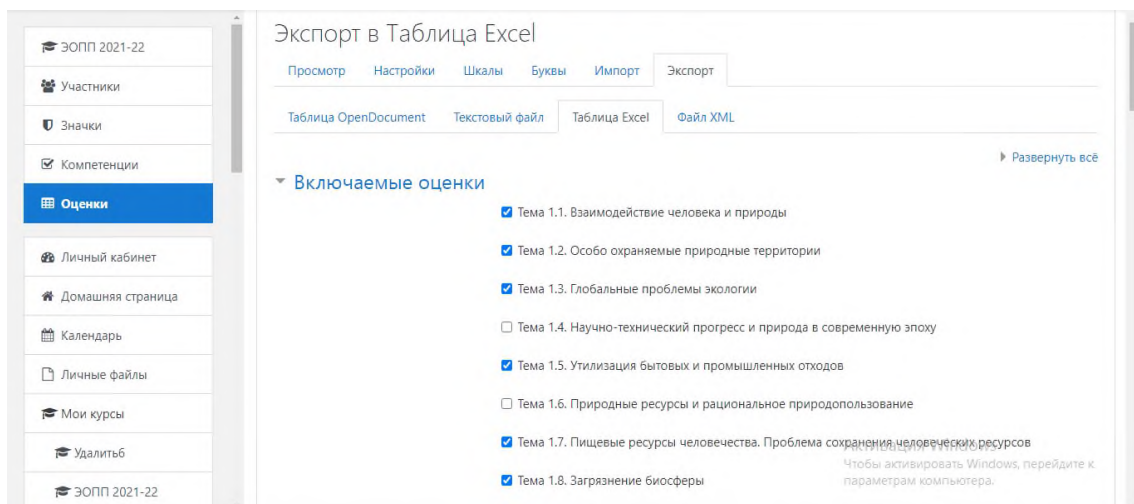 ЭОПП 2021-22
Участники
Значки
Компетенции
Оценки
Личный кабинет
Домашняя страница
Календарь
Личные файлы
Мои курсы
Удалить6
ЭОПП 2021-22
Экспорт в Таблица Excel
Просмотр Настройки Шкалы Буквы Импорт Экспорт
Таблица OpenDocument Текстовый файл Таблица Excel Файл XML
Развернуть всё
Включаемые оценки
Тема 1.1. Взаимодействие человека и природы
Тема 1.2. Особо охраняемые природные территории
Тема 1.3. Глобальные проблемы экологии
Тема 1.4. Научно-технический прогресс и природа в современную эпоху
Тема 1.5. Утилизация бытовых и промышленных отходов
Тема 1.6. Природные ресурсы и рациональное природопользование
Тема 1.7. Пищевые ресурсы человечества. Проблема сохранения человеческих ресурсов
Тема 1.8. Загрязнение биосферы
Активация Windows
Чтобы активировать Windows, перейдите к
параметрам компьютера.